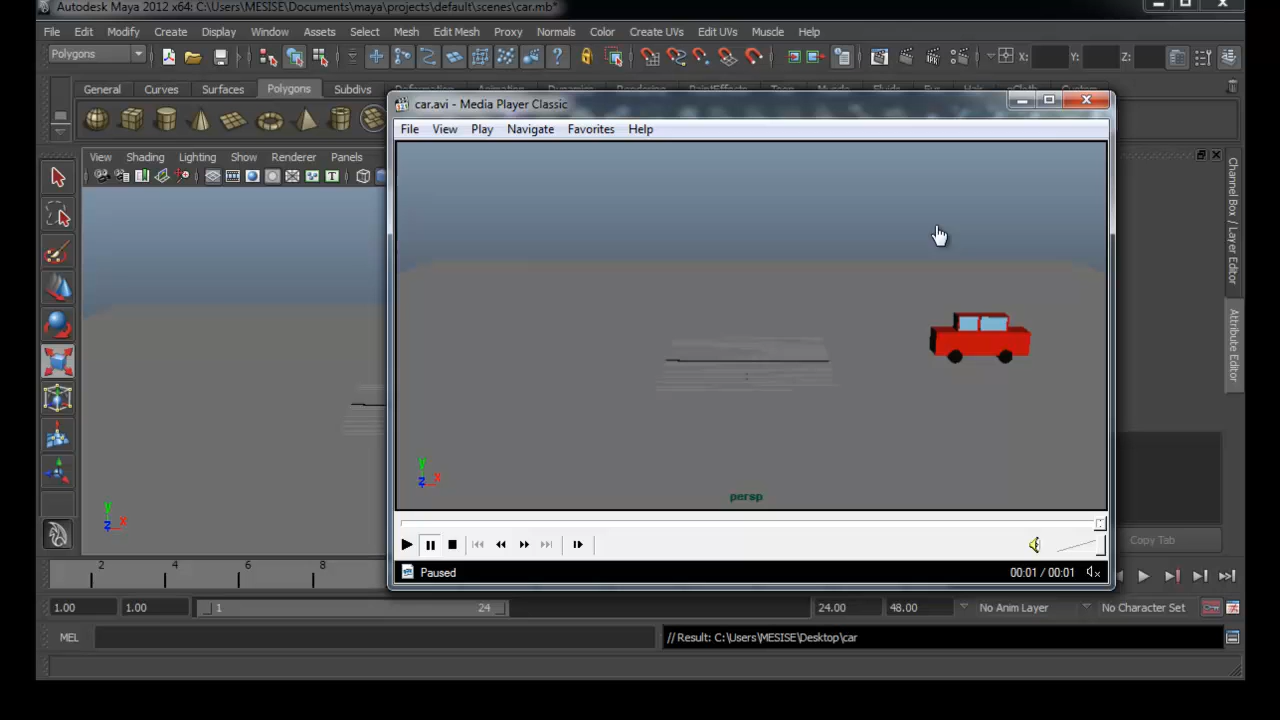 Autodesk Maya 2012 x64: C:\Users\MESISE\Documents\maya\projects\default\scenes\car.mb*
File Edit Modify Create Display Window Assets Select Mesh Edit Mesh Proxy Normals Color Create UVs Edit UVs Muscle Help
Polygons X: Y: Z:
General Curves Surfaces Polygons Subdivs
car.avi - Media Player Classic
File View Play Navigate Favorites Help
View Shading Lighting Show Renderer Panels
Channel Box / Layer Editor
Attribute Editor
y
z x
persp
y
z x
Copy Tab
Paused 00:01 / 00:01
2 4 6 8
1.00 1.00 1 24 24.00 48.00 No Anim Layer No Character Set
MEL // Result: C:\Users\MESISE\Desktop\car